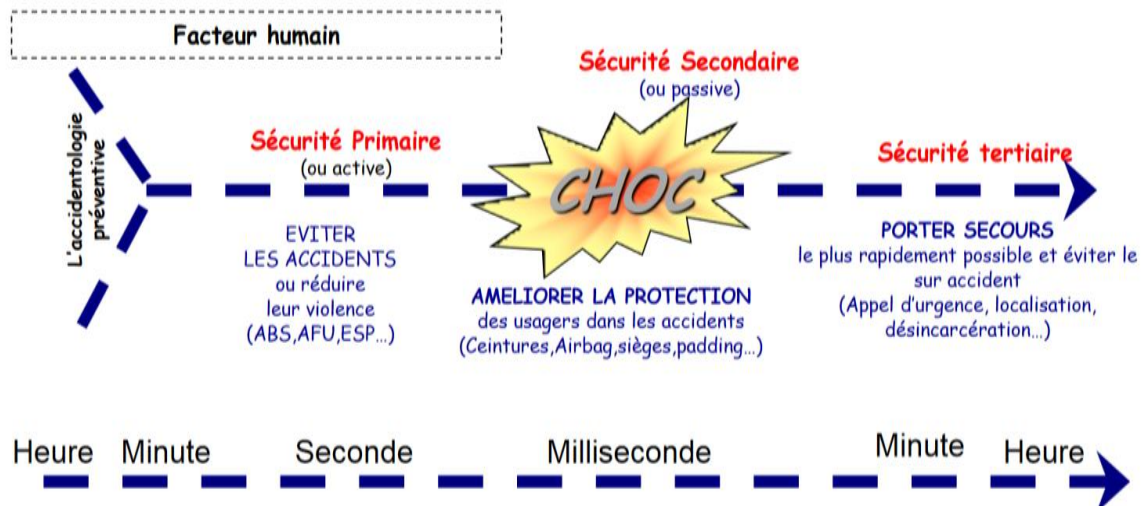 Facteur humain
L'accidentologie
préventive
Sécurité Primaire
(ou active)
EVITER
LES ACCIDENTS
ou réduire
leur violence
(ABS,AFU,ESP...)
Sécurité Secondaire
(ou passive)
CHOC
AMELIORER LA PROTECTION
des usagers dans les accidents
(Ceintures,Airbag,sièges,padding...)
Sécurité tertiaire
PORTER SECOURS
le plus rapidement possible et éviter le
sur accident
(Appel d'urgence, localisation,
désincarcération...)
Heure Minute Seconde Milliseconde Minute Heure